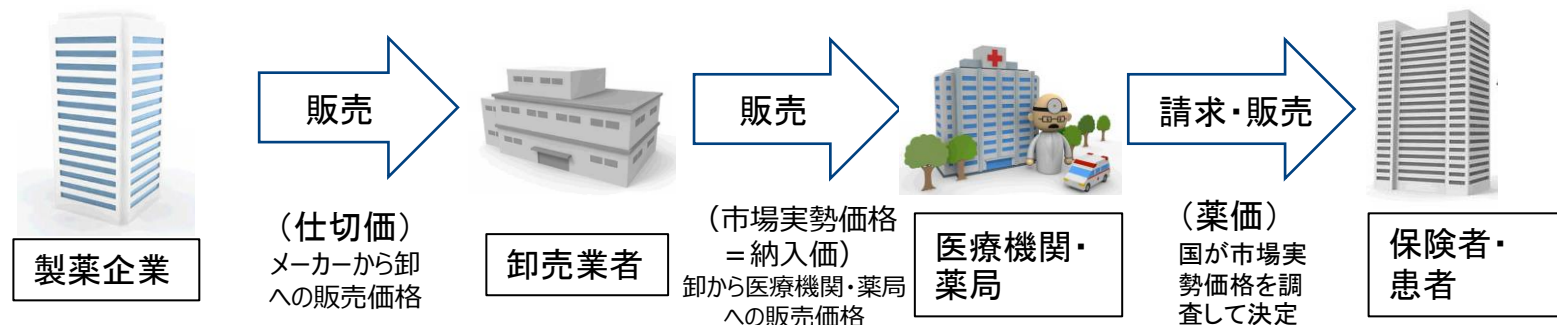 販売
販売
請求・販売
製薬企業
（仕切価）
メーカーから卸
への販売価格
卸売業者
（市場実勢価格
＝納入価）
卸から医療機関・薬局
への販売価格
医療機関・
薬局
（薬価）
国が市場実
勢価格を調
査して決定
保険者・
患者